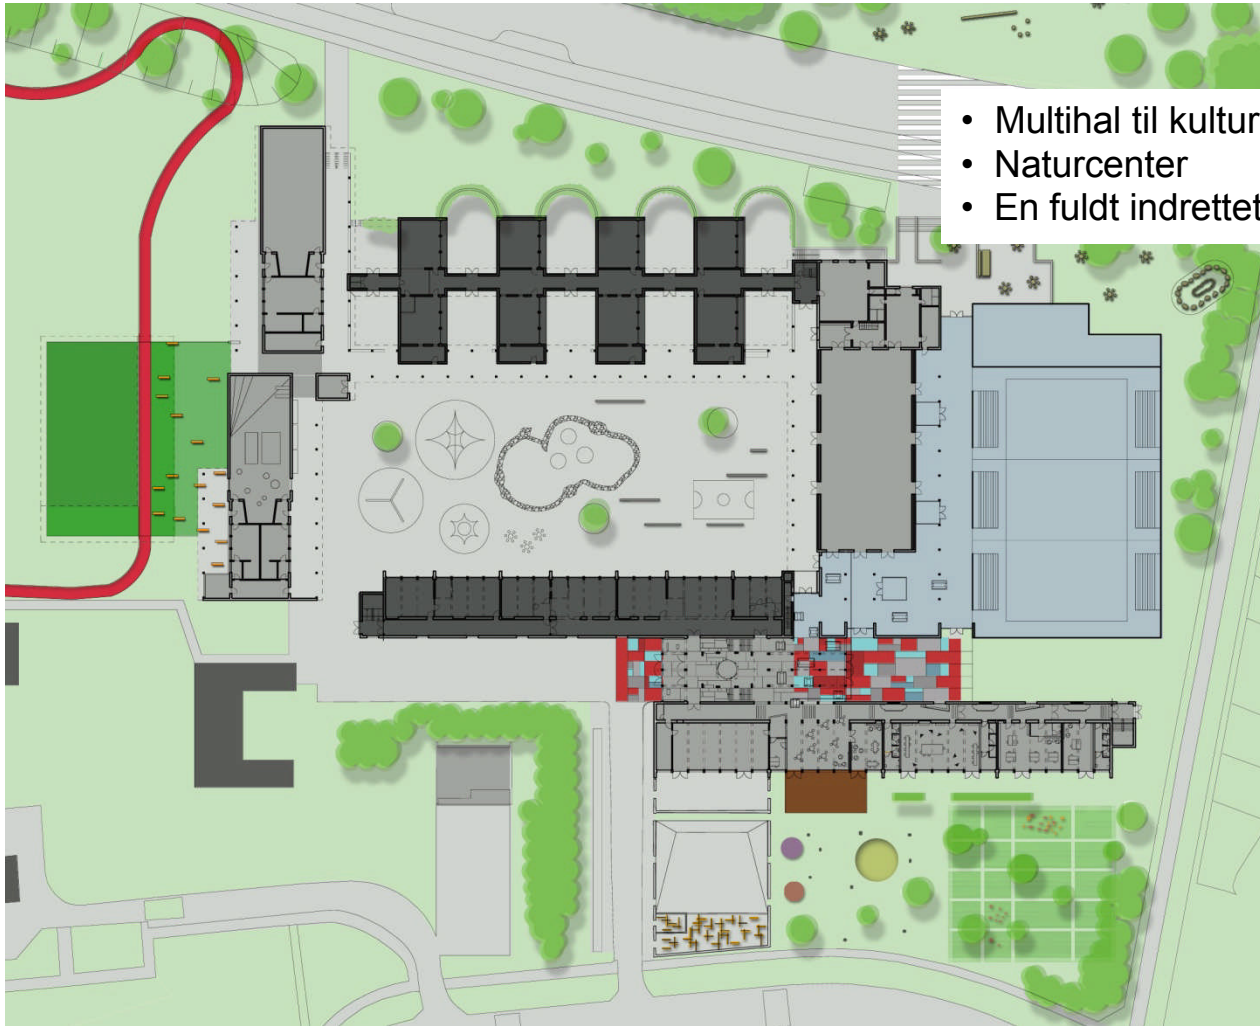 • Multihal til kultur
• Naturcenter
• En fuldt indrettet